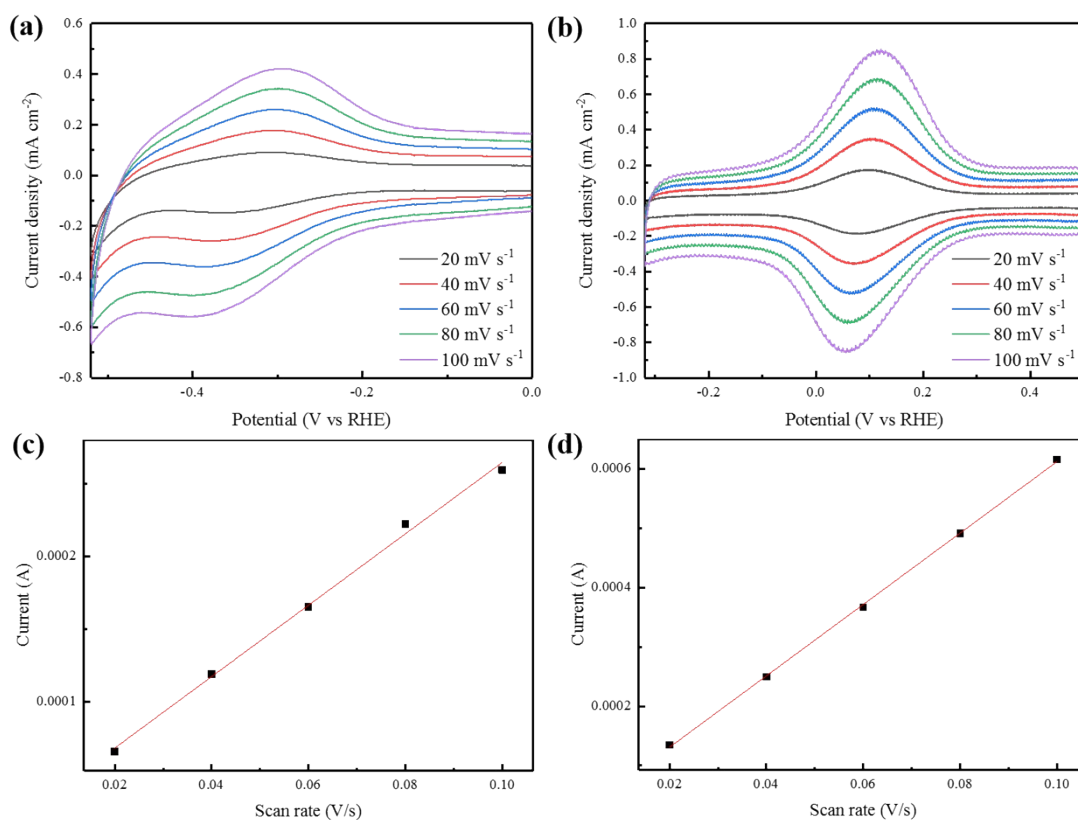 (a)
0.6
0.4
0.2
0.0
-0.2
-0.4
-0.6
-0.8
Current density (mA cm⁻²)
20 mV s⁻¹
40 mV s⁻¹
60 mV s⁻¹
80 mV s⁻¹
100 mV s⁻¹
-0.4
-0.2
0.0
Potential (V vs RHE)
(b)
1.0
0.8
0.6
0.4
0.2
0.0
-0.2
-0.4
-0.6
-0.8
-1.0
Current density (mA cm⁻²)
20 mV s⁻¹
40 mV s⁻¹
60 mV s⁻¹
80 mV s⁻¹
100 mV s⁻¹
-0.2
0.0
0.2
0.4
Potential (V vs RHE)
(c)
0.0002
0.0001
Current (A)
0.02
0.04
0.06
0.08
0.10
Scan rate (V/s)
(d)
0.0006
0.0004
0.0002
Current (A)
0.02
0.04
0.06
0.08
0.10
Scan rate (V/s)